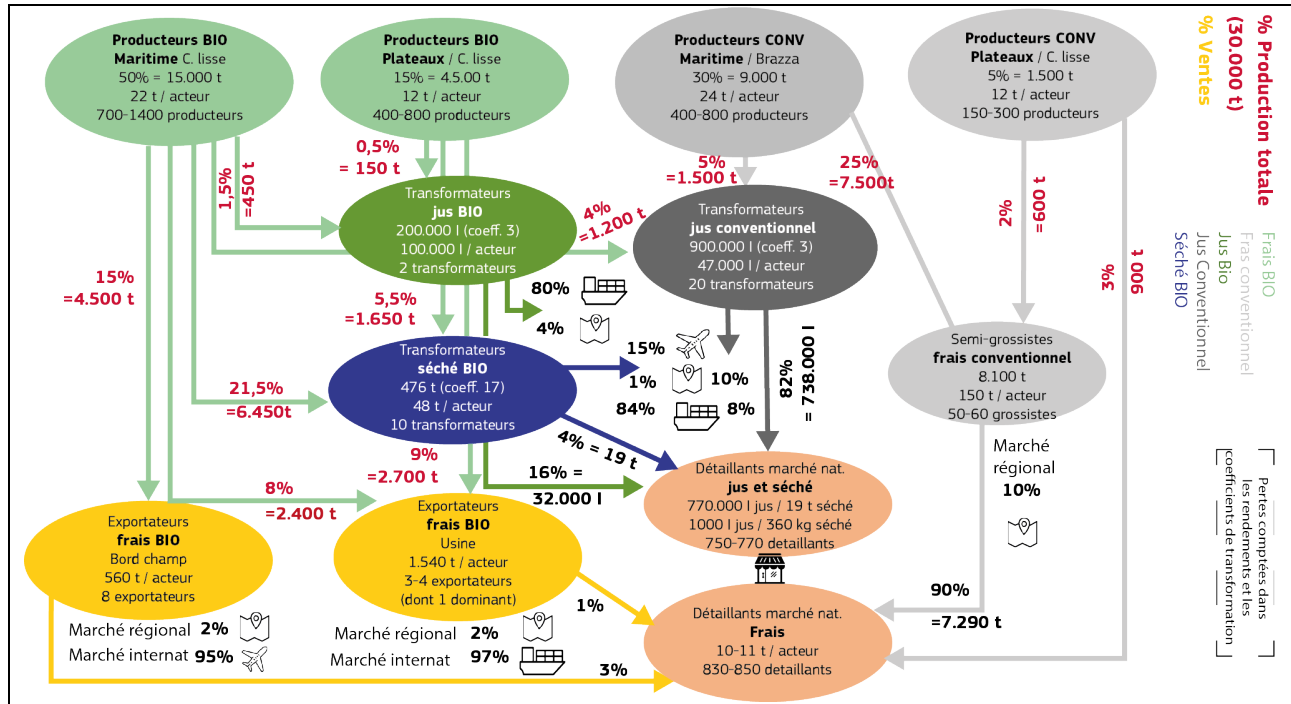 Producteurs BIO
Maritime C. lisse
50% = 15.000 t
22 t / acteur
700-1400 producteurs
Producteurs BIO
Plateaux / C. lisse
15% = 4.5.00 t
12 t / acteur
400-800 producteurs
Producteurs CONV
Maritime / Brazza
30% = 9.000 t
24 t / acteur
400-800 producteurs
Producteurs CONV
Plateaux / C. lisse
5% = 1.500 t
12 t / acteur
150-300 producteurs
% Production totale
(30.000 t)
% Ventes
0,5%
= 150 t
1,5%
=450 t
5%
=1.500 t
25%
=7.500t
2%
=6000 t
3%
900 t
Transformateurs
jus BIO
200.000 l (coeff. 3)
100.000 l / acteur
2 transformateurs
4%
=1.200 t
Transformateurs
jus conventionnel
900.000 l (coeff. 3)
47.000 l / acteur
20 transformateurs
Frais BIO
Fras conventionnel
Jus Bio
Jus Conventionnel
Séché BIO
15%
=4.500 t
5,5%
=1.650 t
80%
4%
Transformateurs
séché BIO
476 t (coeff. 17)
48 t / acteur
10 transformateurs
15%
1%
84%
10%
8%
82%
= 738.000 l
Semi-grossistes
frais conventionnel
8.100 t
150 t / acteur
50-60 grossistes
21,5%
=6.450t
4% = 19 t
9%
=2.700 t
16% =
32.000 l
8%
=2.400 t
Détaillants marché nat.
jus et séché
770.000 l jus / 19 t séché
1000 l jus / 360 kg séché
750-770 detaillants
Marché
régional
10%
Pertes comptées dans
les rendements et les
coefficients de transformation
Exportateurs
frais BIO
Bord champ
560 t / acteur
8 exportateurs
Exportateurs
frais BIO
Usine
1.540 t / acteur
3-4 exportateurs
(dont 1 dominant)
1%
90%
=7.290 t
Détaillants marché nat.
Frais
10-11 t / acteur
830-850 detaillants
Marché régional 2%
Marché internat 95%
Marché régional 2%
Marché internat 97%
3%